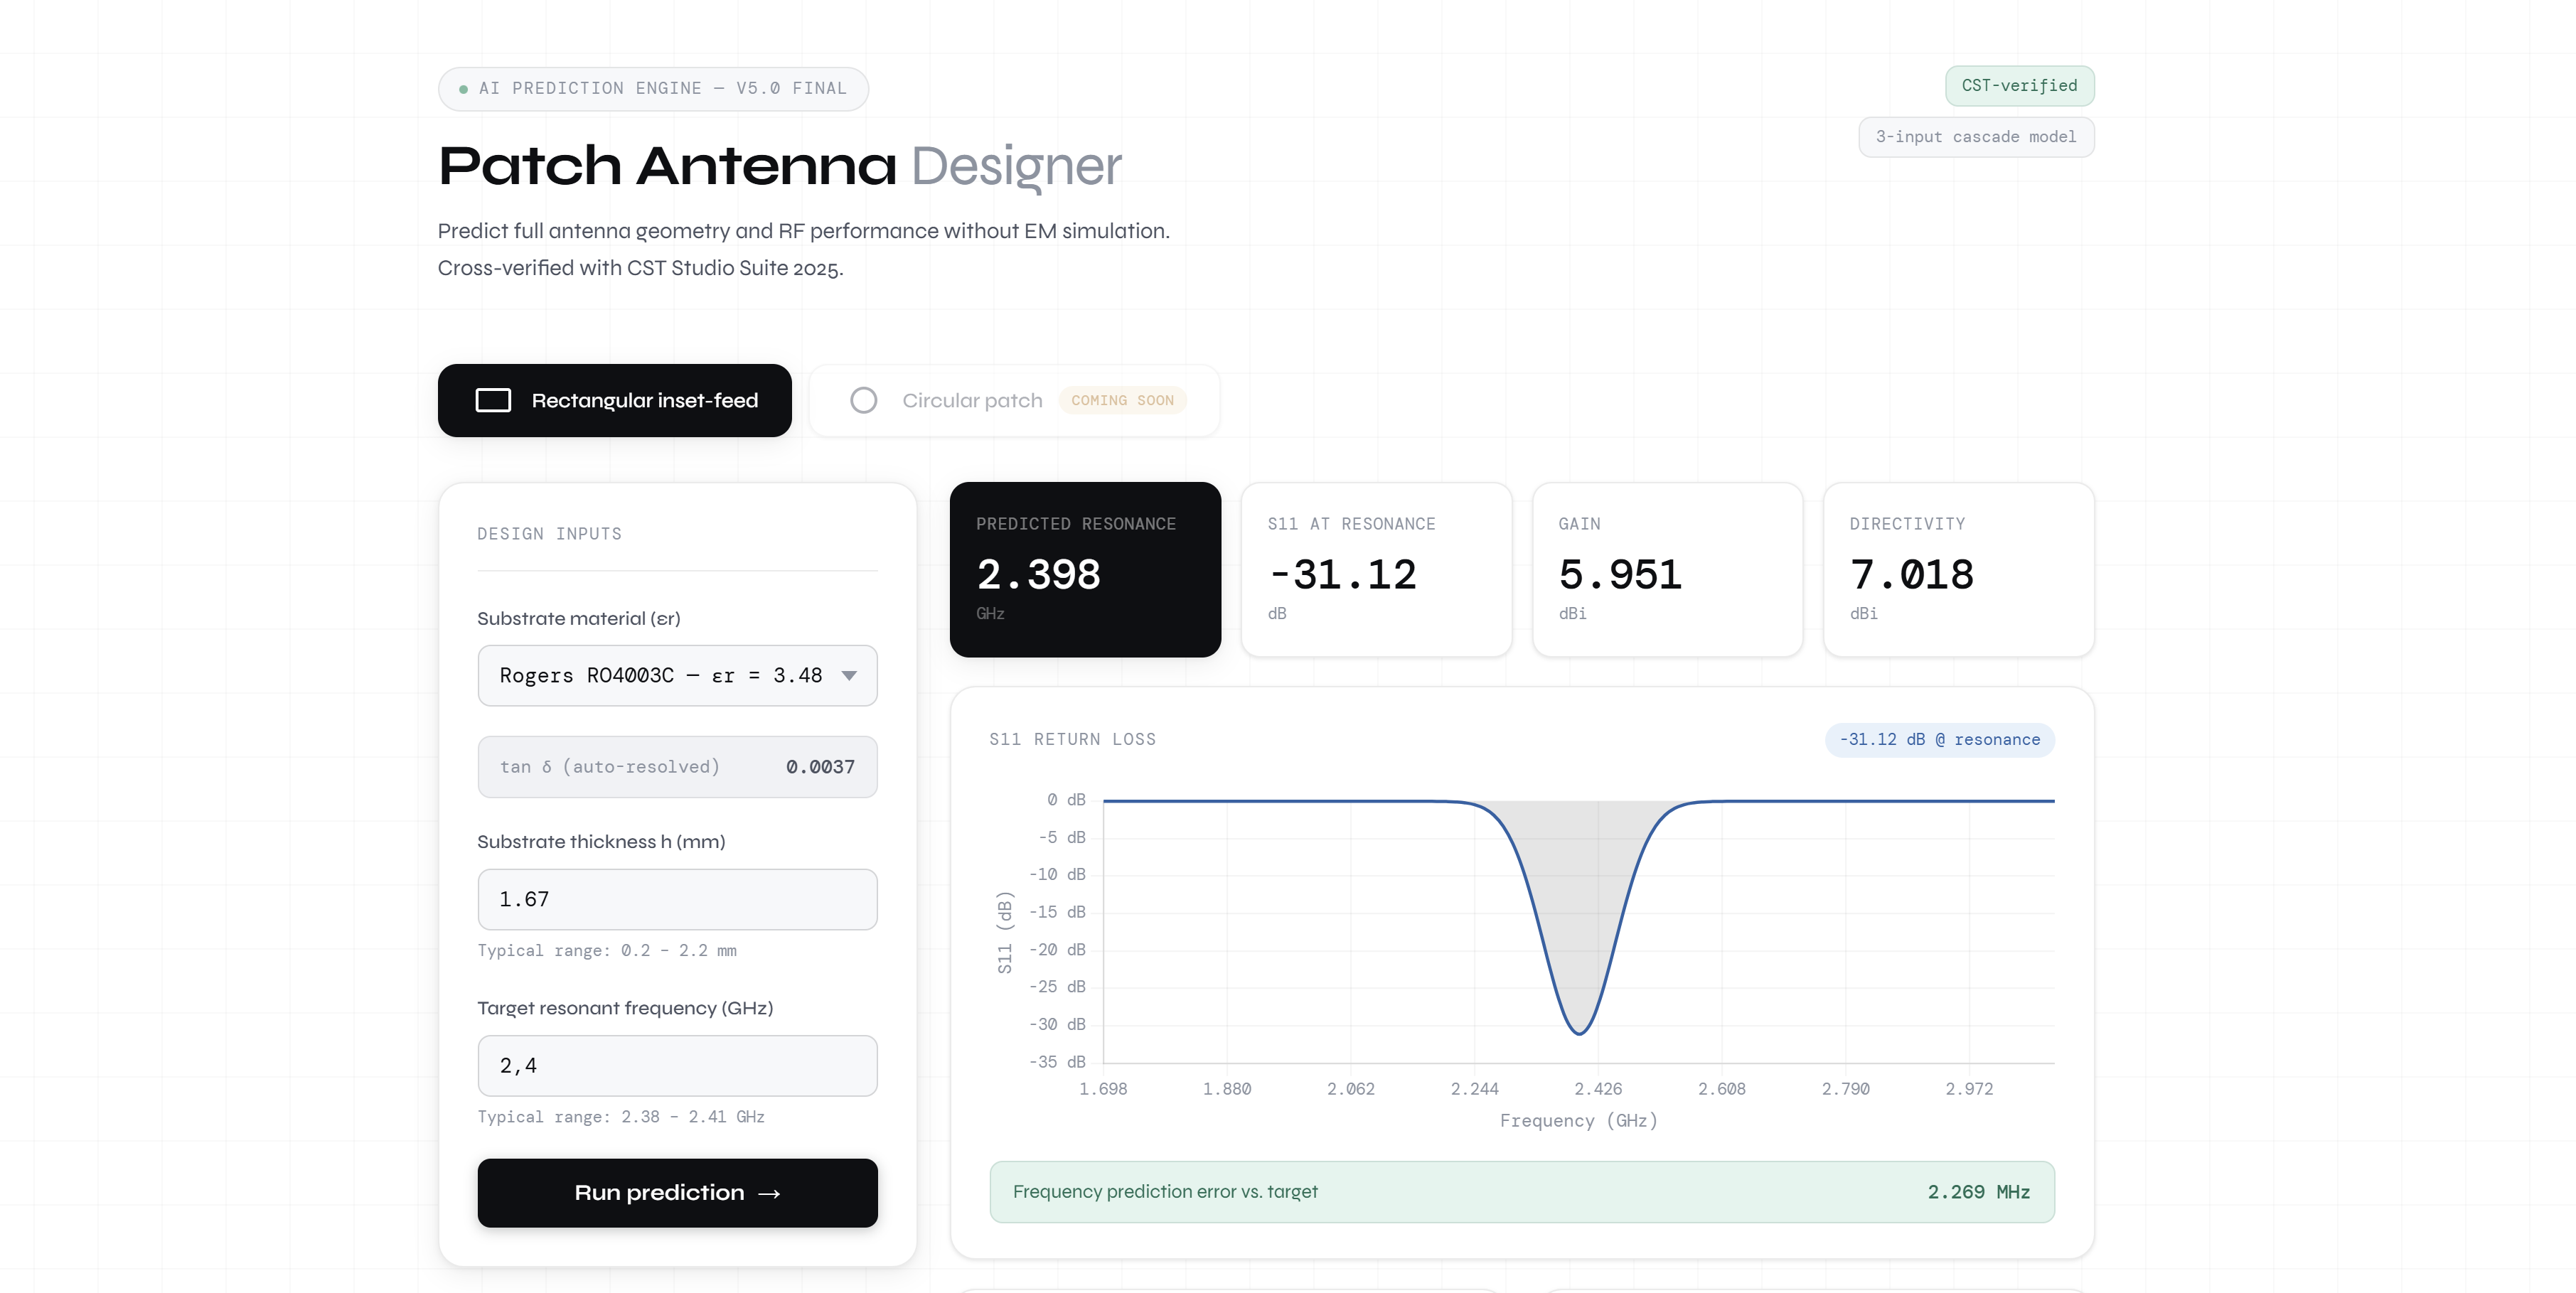 AI PREDICTION ENGINE — V5.0 FINAL
CST-verified
3-input cascade model
Patch Antenna Designer
Predict full antenna geometry and RF performance without EM simulation.
Cross-verified with CST Studio Suite 2025.
Rectangular inset-feed
Circular patch COMING SOON
DESIGN INPUTS
Substrate material (εr)
Rogers RO4003C — εr = 3.48
tan δ (auto-resolved) 0.0037
Substrate thickness h (mm)
1.67
Typical range: 0.2 – 2.2 mm
Target resonant frequency (GHz)
2,4
Typical range: 2.38 – 2.41 GHz
Run prediction →
PREDICTED RESONANCE
2.398
GHz
S11 AT RESONANCE
-31.12
dB
GAIN
5.951
dBi
DIRECTIVITY
7.018
dBi
S11 RETURN LOSS
-31.12 dB @ resonance
S11 (dB)
0 dB
-5 dB
-10 dB
-15 dB
-20 dB
-25 dB
-30 dB
-35 dB
1.698 1.880 2.062 2.244 2.426 2.608 2.790 2.972
Frequency (GHz)
Frequency prediction error vs. target 2.269 MHz